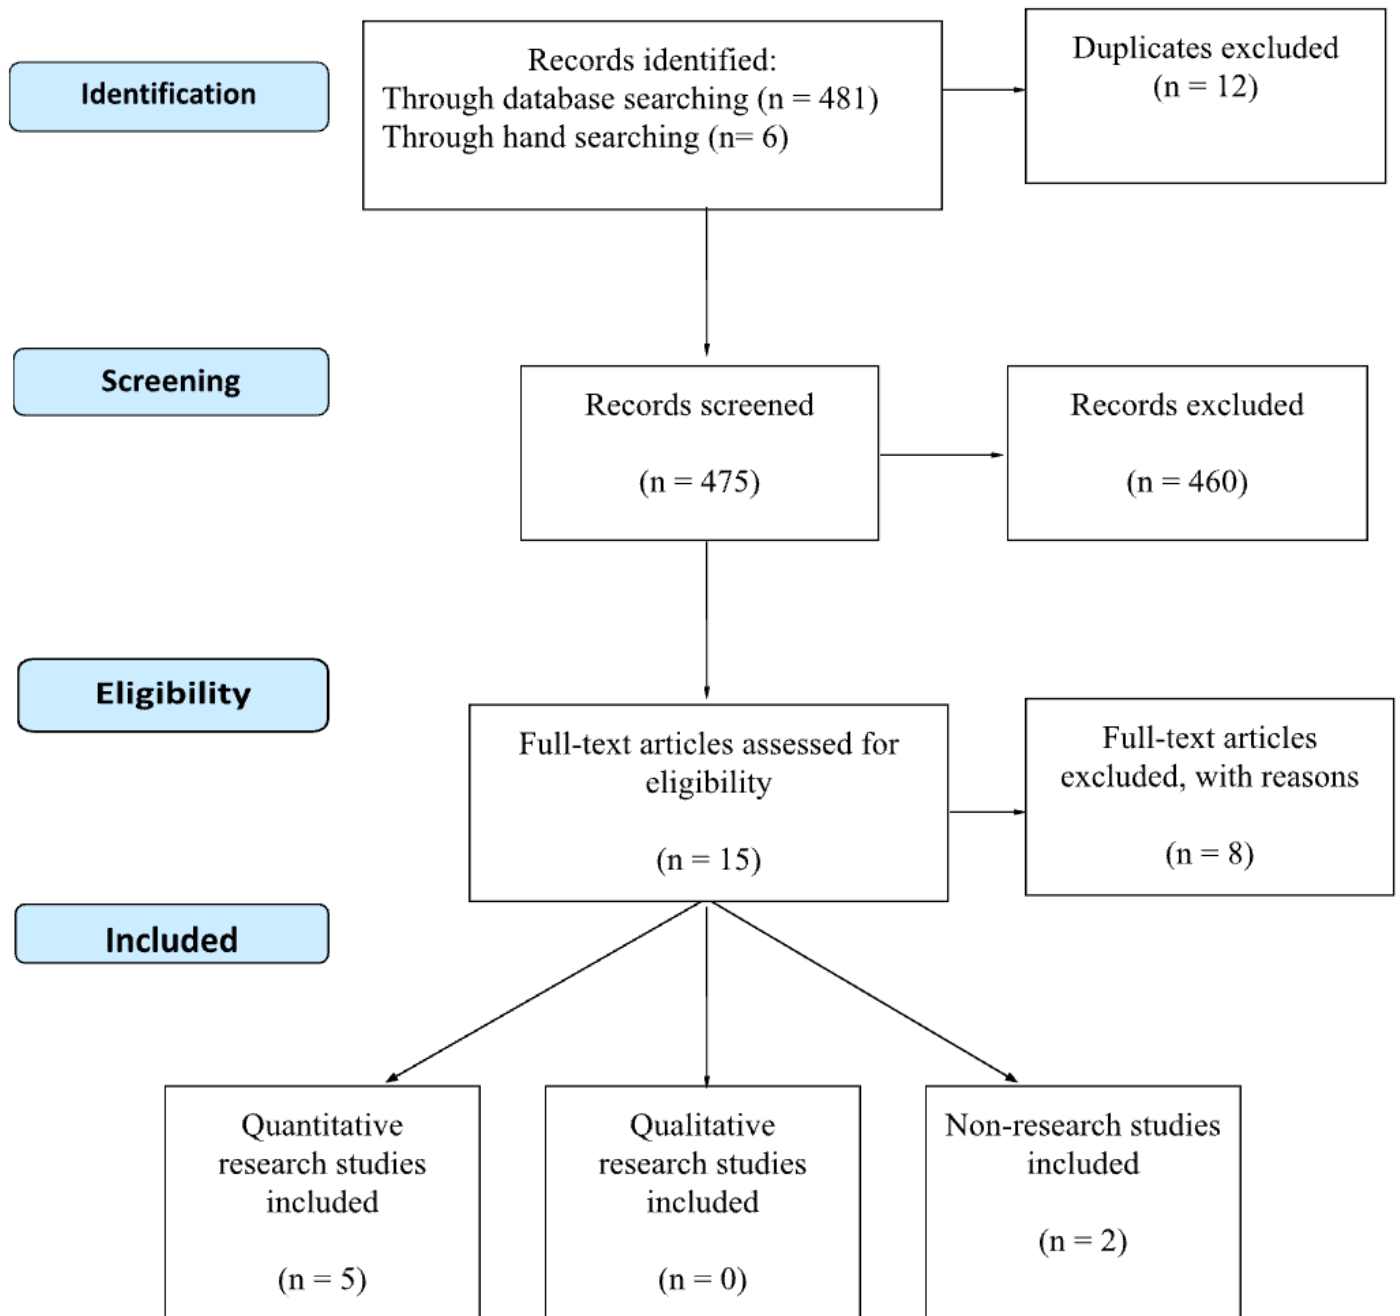 Identification
Records identified:
Through database searching (n = 481)
Through hand searching (n= 6)
Duplicates excluded
(n = 12)
Screening
Records screened
(n = 475)
Records excluded
(n = 460)
Eligibility
Full-text articles assessed for
eligibility
(n = 15)
Full-text articles
excluded, with reasons
(n = 8)
Included
Quantitative
research studies
included
(n = 5)
Qualitative
research studies
included
(n = 0)
Non-research studies
included
(n = 2)